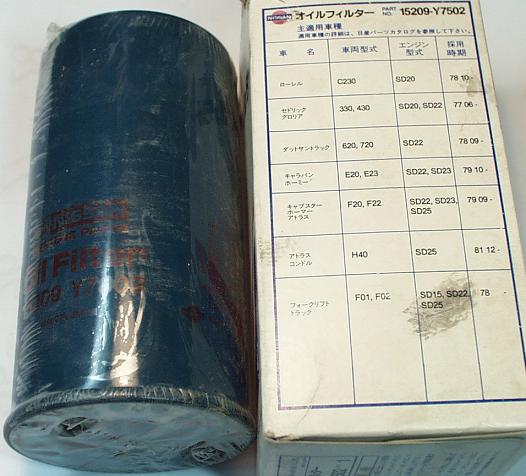 NISSAN オイルフィルター PART NO. 15209-Y7502
主適用車種
適用車種の詳細は、日産パーツカタログを参照して下さい。
車 名 車両型式 エンジン型式 採用時期
ローレル C230 SD20 78 10 -
セドリック グロリア 330, 430 SD20, SD22 77 06 -
ダットサントラック 620, 720 SD22 78 09 -
キャラバン ホーミー E20, E23 SD22, SD23 79 10 -
キャブスター ホーマー アトラス F20, F22 SD22, SD23, SD25 79 09 -
アトラス コンドル H40 SD25 81 12 -
フォークリフト トラック F01, F02 SD15, SD22, SD25 78 -
NISSAN
Oil Filter
15209 Y7502